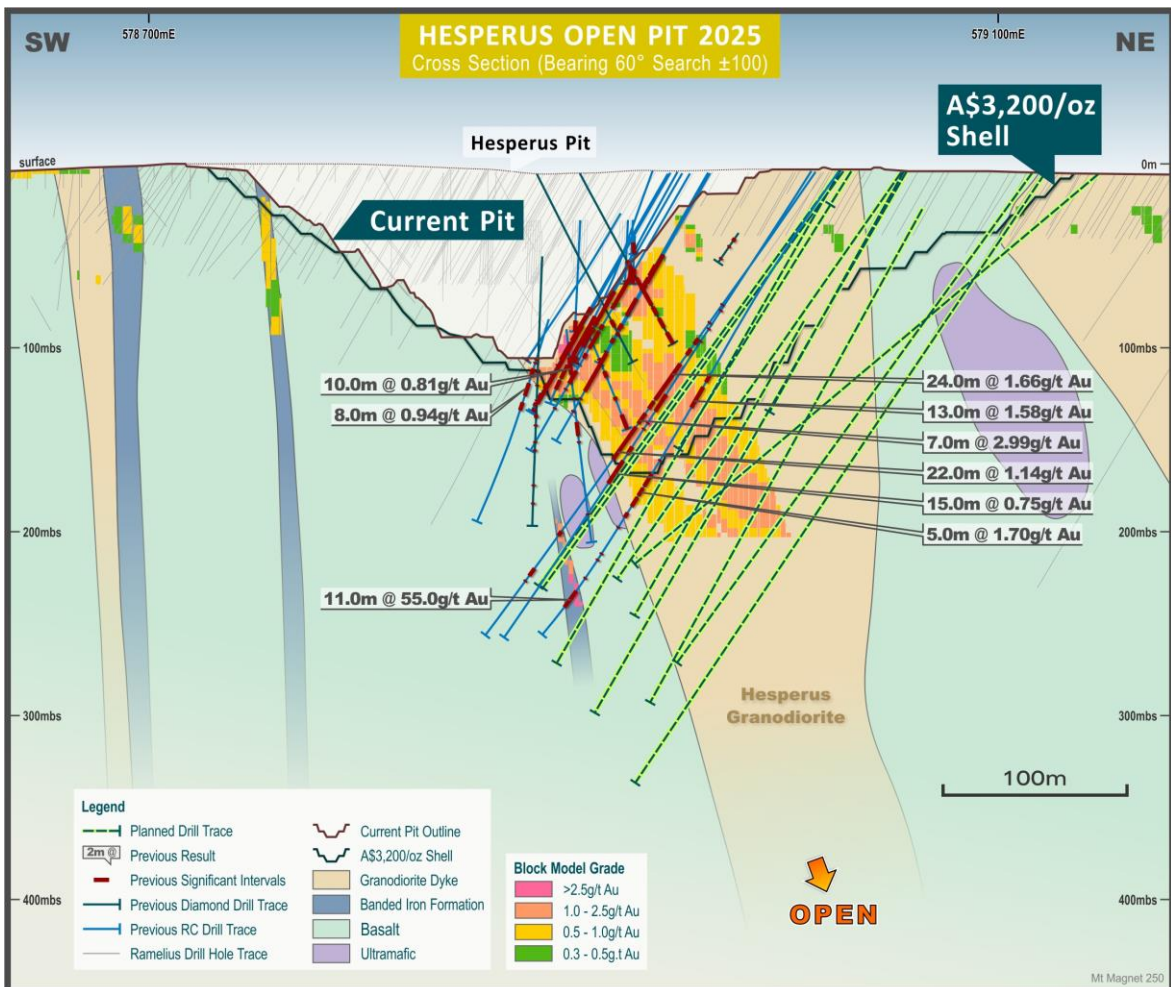 SW
578 700mE
HESPERUS OPEN PIT 2025
Cross Section (Bearing 60° Search ±100)
579 100mE
NE
A$3,200/oz
Shell
Hesperus Pit
surface
0m
Current Pit
100mbs
100mbs
10.0m @ 0.81g/t Au
8.0m @ 0.94g/t Au
24.0m @ 1.66g/t Au
13.0m @ 1.58g/t Au
7.0m @ 2.99g/t Au
22.0m @ 1.14g/t Au
15.0m @ 0.75g/t Au
5.0m @ 1.70g/t Au
200mbs
200mbs
11.0m @ 55.0g/t Au
300mbs
300mbs
Hesperus
Granodiorite
100m
Legend
Planned Drill Trace
2m @
Previous Result
Previous Significant Intervals
Previous Diamond Drill Trace
Previous RC Drill Trace
Ramelius Drill Hole Trace
Current Pit Outline
A$3,200/oz Shell
Granodiorite Dyke
Banded Iron Formation
Basalt
Ultramafic
Block Model Grade
>2.5g/t Au
1.0 - 2.5g/t Au
0.5 - 1.0g/t Au
0.3 - 0.5g.t Au
OPEN
400mbs
400mbs
Mt Magnet 250